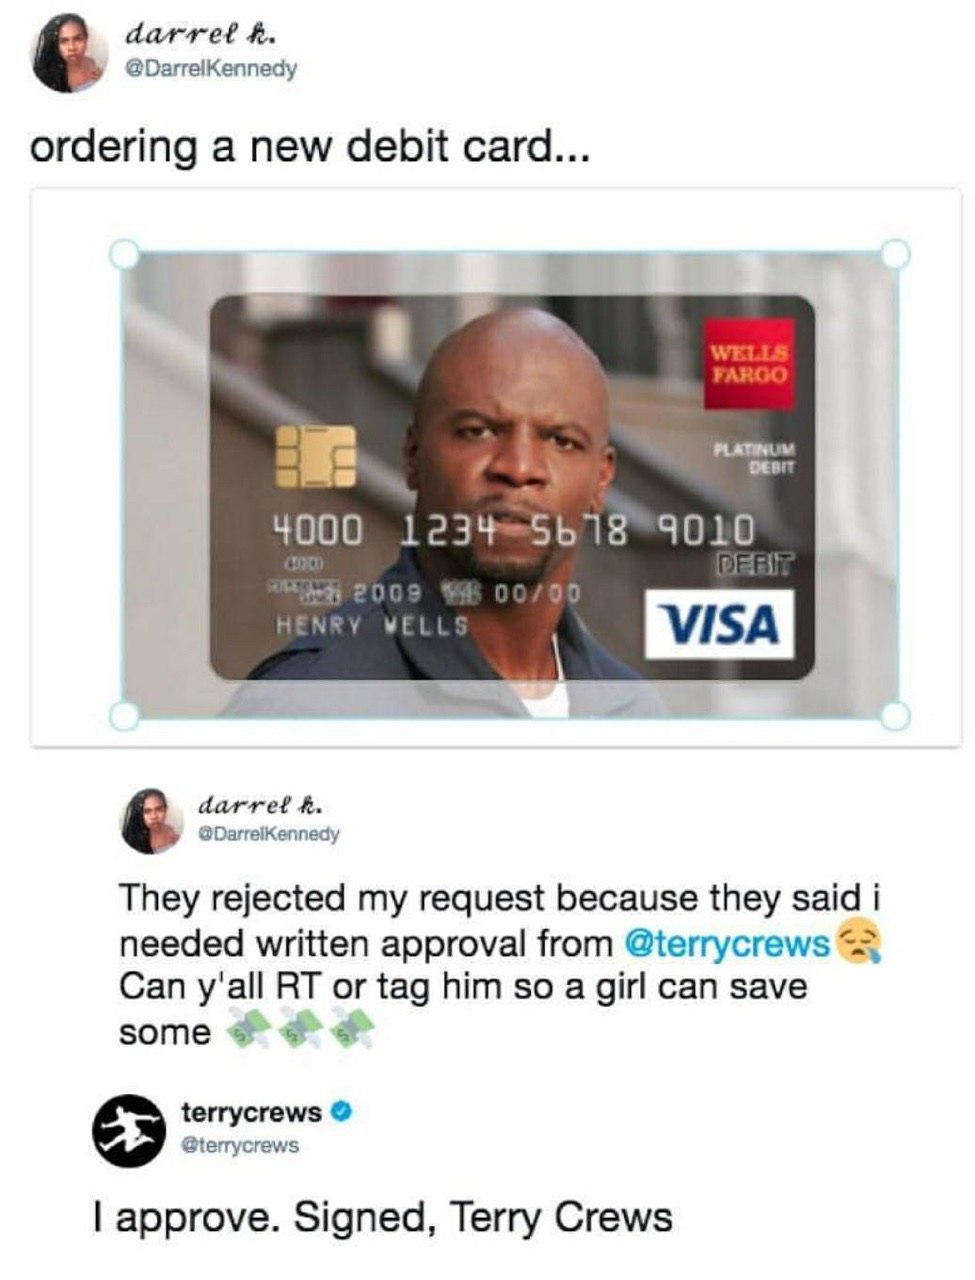 darrel k.
@DarrelKennedy
ordering a new debit card...
WELLS
FARGO
PLATINUM
DEBIT
4000 1234 5678 9010
4000
DEBIT
2009 00/00
HENRY WELLS
VISA
darrel k.
@DarrelKennedy
They rejected my request because they said i
needed written approval from @terrycrews😪
Can y'all RT or tag him so a girl can save
some 💸💸💸
terrycrews
@terrycrews
I approve. Signed, Terry Crews